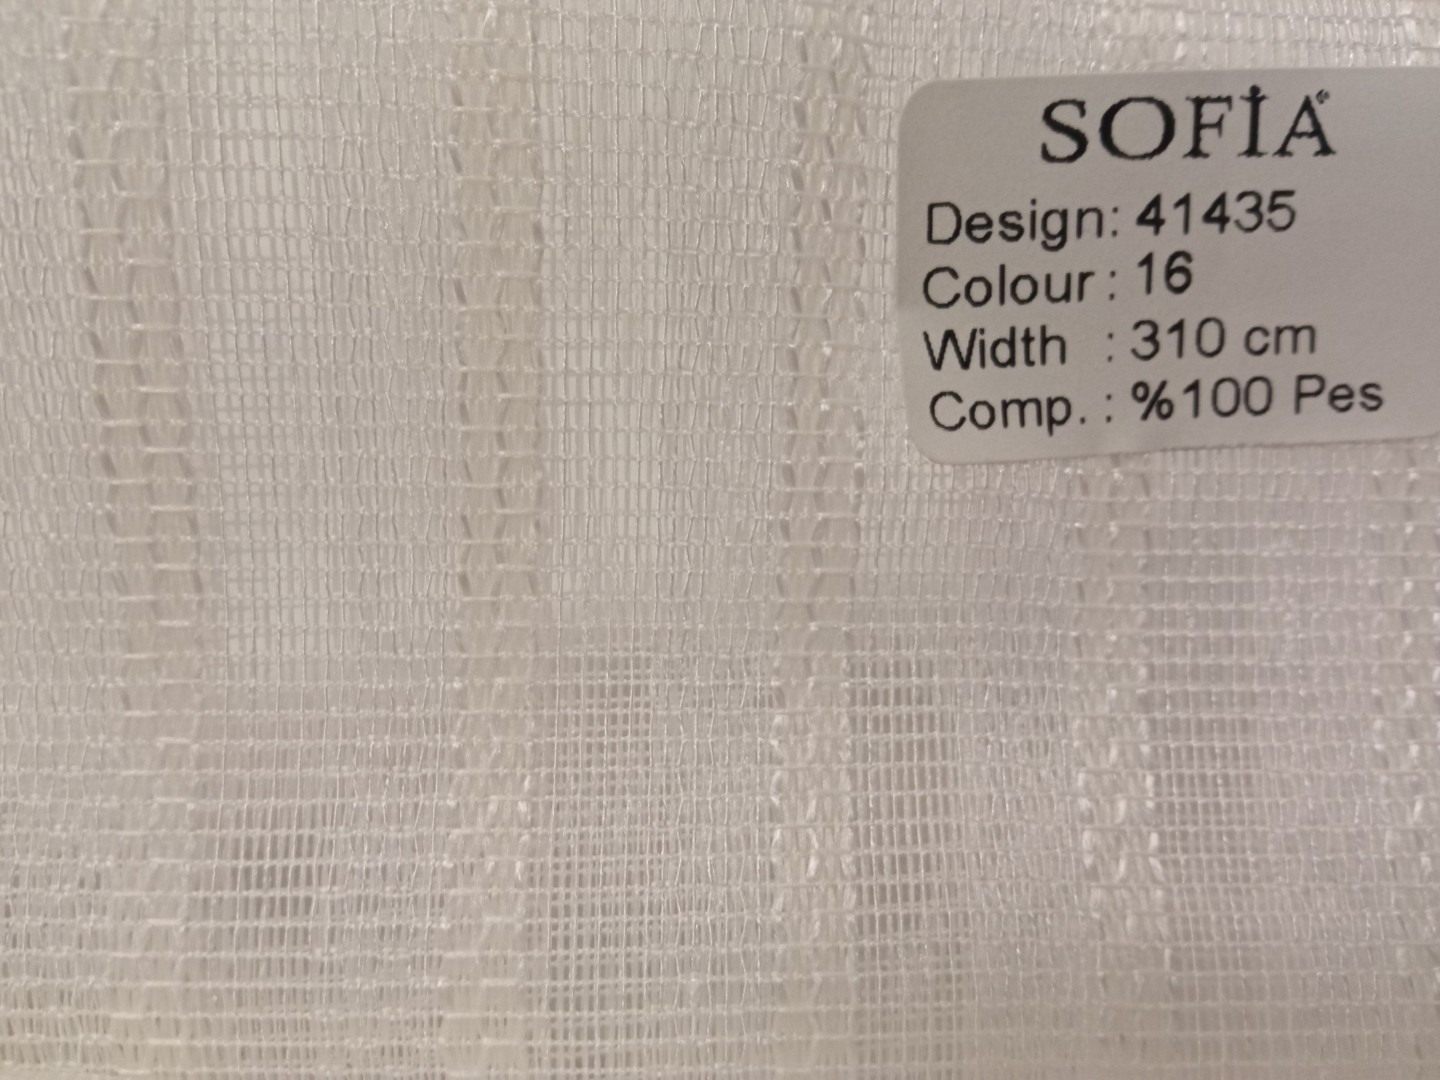 SOFİA
Design: 41435
Colour : 16
Width : 310 cm
Comp. : %100 Pes